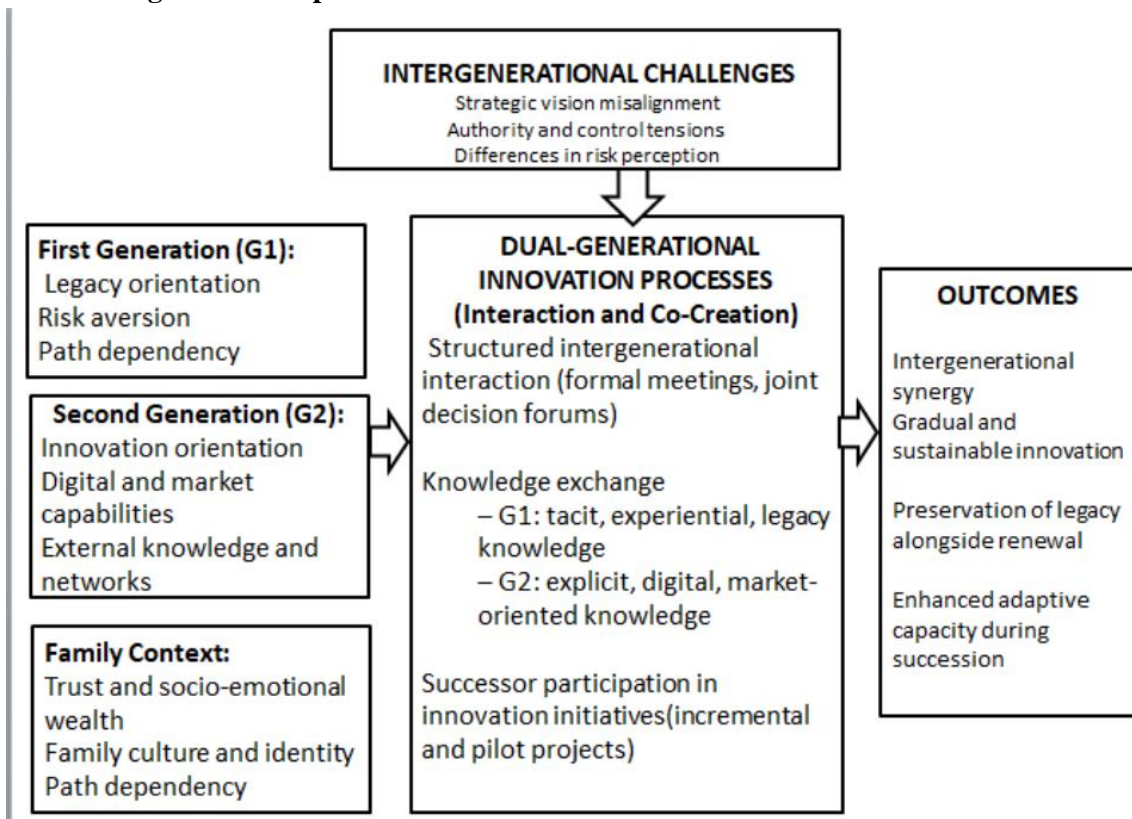 INTERGENERATIONAL CHALLENGES
Strategic vision misalignment
Authority and control tensions
Differences in risk perception
First Generation (G1):
Legacy orientation
Risk aversion
Path dependency
Second Generation (G2):
Innovation orientation
Digital and market
capabilities
External knowledge and
networks
Family Context:
Trust and socio-emotional
wealth
Family culture and identity
Path dependency
DUAL-GENERATIONAL
INNOVATION PROCESSES
(Interaction and Co-Creation)
Structured intergenerational
interaction (formal meetings, joint
decision forums)
Knowledge exchange
– G1: tacit, experiential, legacy
knowledge
– G2: explicit, digital, market-
oriented knowledge
Successor participation in
innovation initiatives(incremental
and pilot projects)
OUTCOMES
Intergenerational
synergy
Gradual and
sustainable innovation
Preservation of legacy
alongside renewal
Enhanced adaptive
capacity during
succession